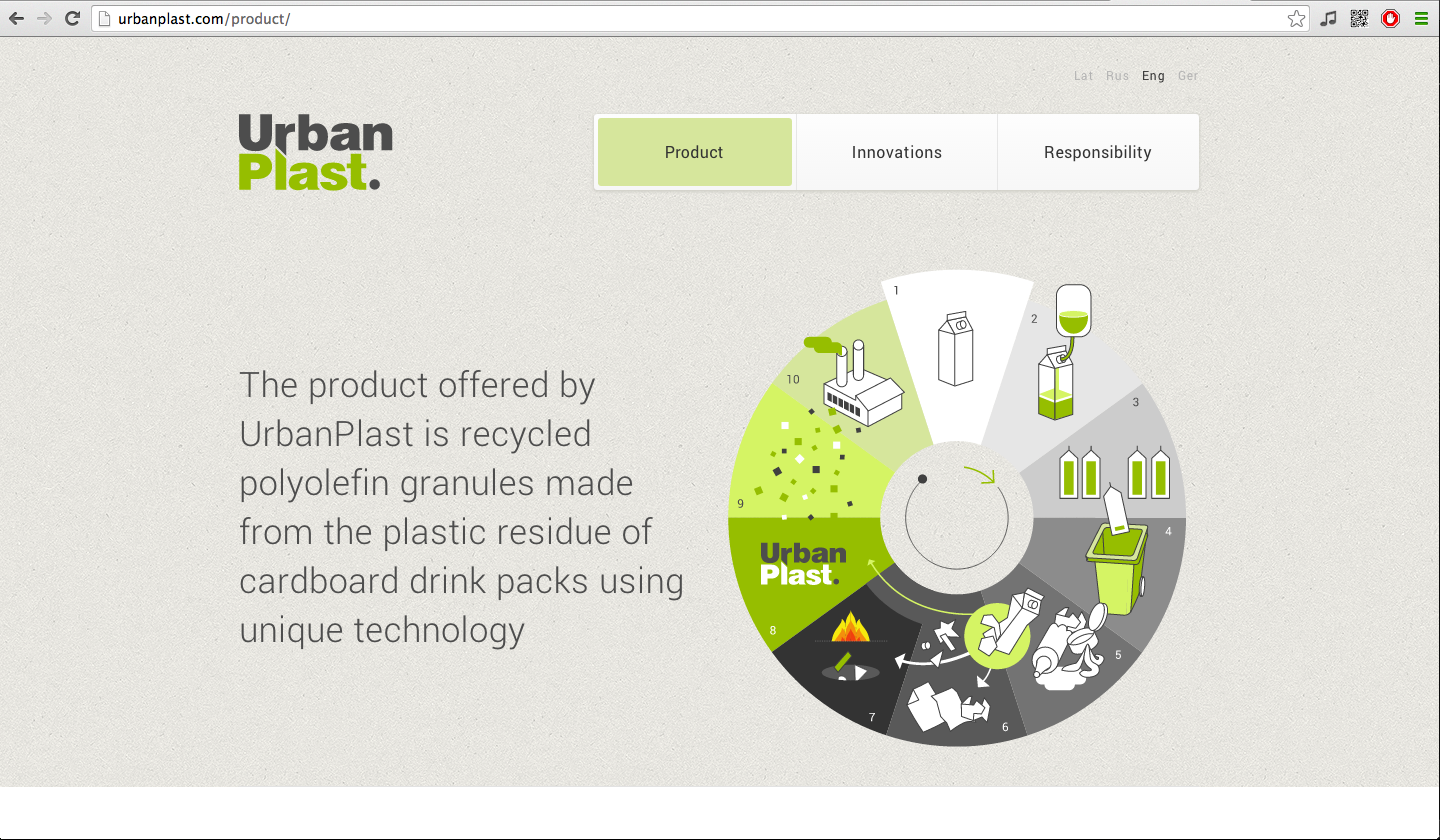 urbanplast.com/product/
Lat Rus Eng Ger
Urban
Plast.
Product
Innovations
Responsibility
The product offered by
UrbanPlast is recycled
polyolefin granules made
from the plastic residue of
cardboard drink packs using
unique technology
1
2
3
4
5
6
7
8
Urban
Plast.
9
10